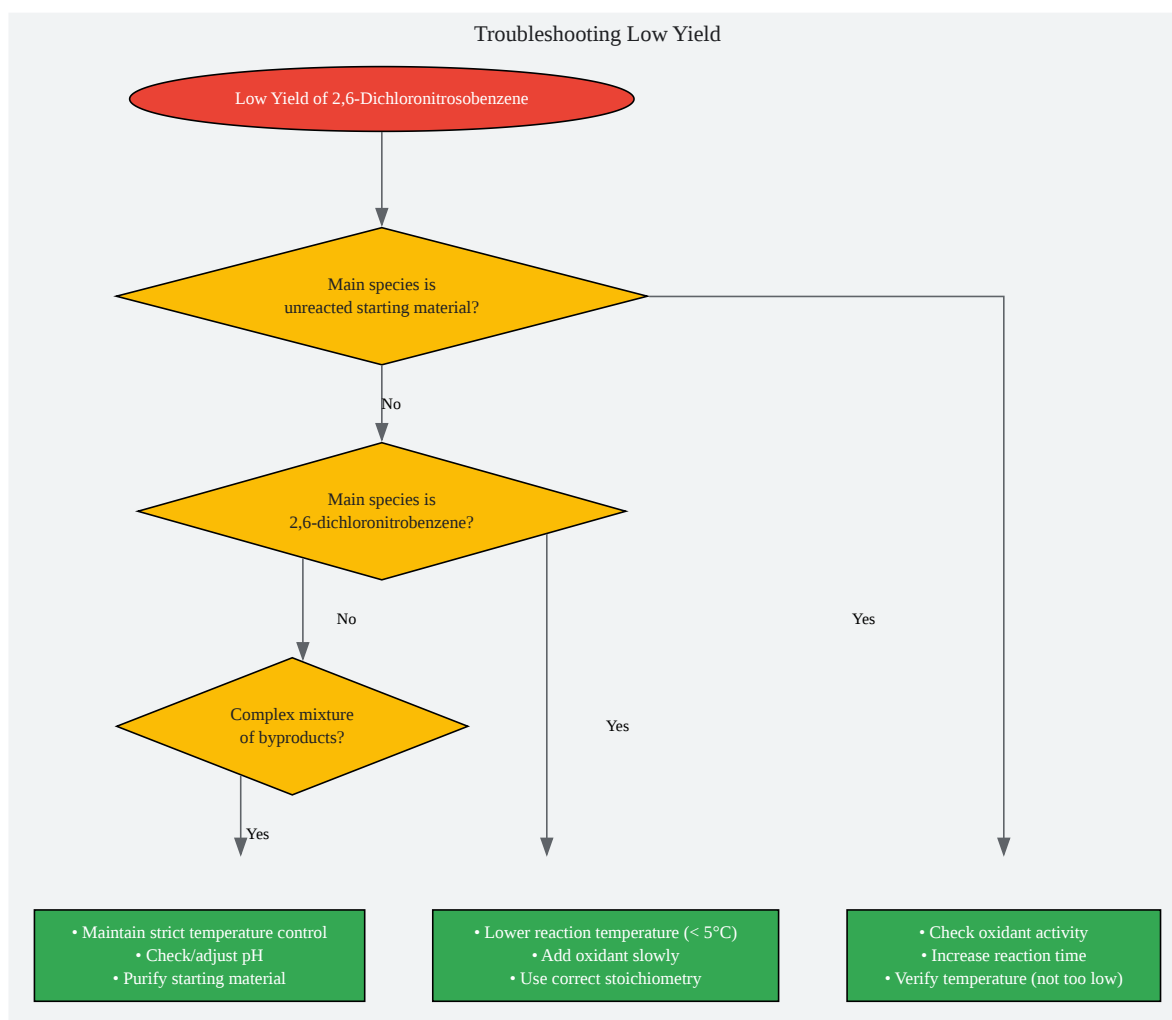 Troubleshooting Low Yield
Low Yield of 2,6-Dichloronitrosobenzene
Main species is
unreacted starting material?
No
Main species is
2,6-dichloronitrobenzene?
No
Yes
Complex mixture
of byproducts?
Yes
Yes
• Maintain strict temperature control
• Check/adjust pH
• Purify starting material
• Lower reaction temperature (< 5°C)
• Add oxidant slowly
• Use correct stoichiometry
• Check oxidant activity
• Increase reaction time
• Verify temperature (not too low)